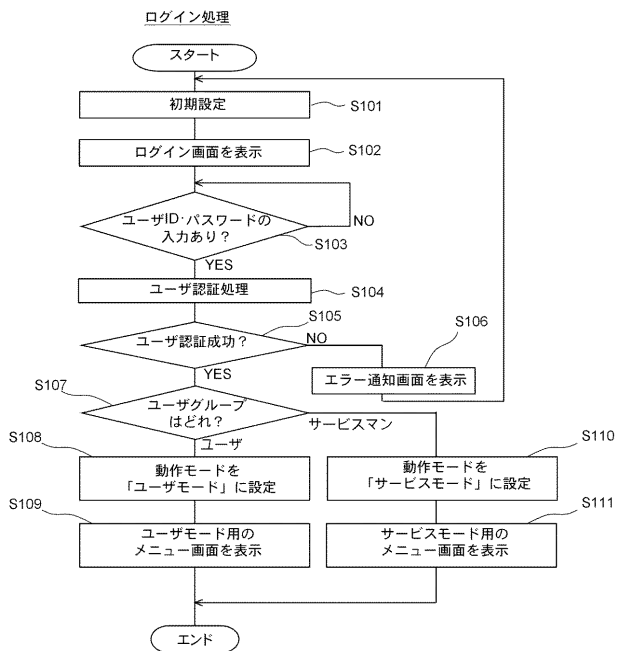 ログイン処理
スタート
初期設定
S101
ログイン画面を表示
S102
ユーザID・パスワードの
入力あり?
NO
S103
YES
ユーザ認証処理
S104
ユーザ認証成功?
S105
NO
S106
エラー通知画面を表示
YES
S107
ユーザグループ
はどれ?
サービスマン
ユーザ
S108
動作モードを
「ユーザモード」に設定
S110
動作モードを
「サービスモード」に設定
S109
ユーザモード用の
メニュー画面を表示
S111
サービスモード用の
メニュー画面を表示
エンド